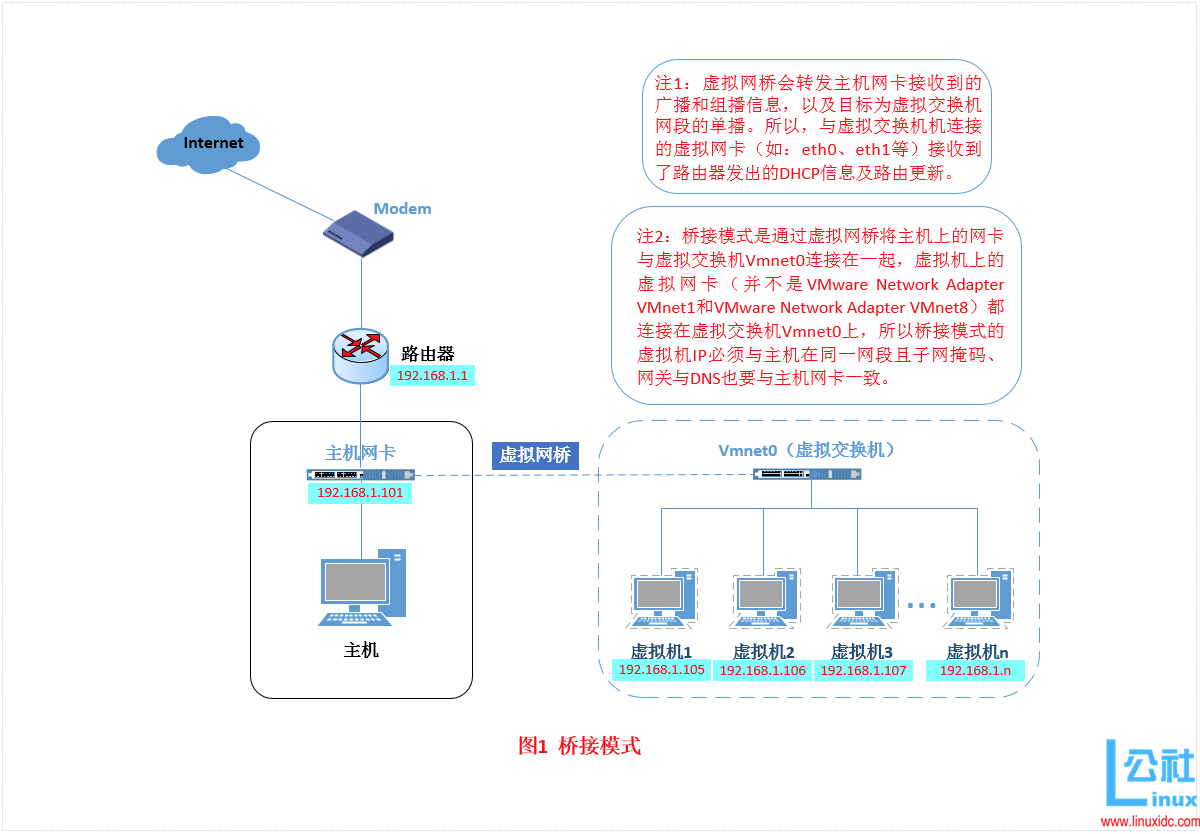 注1：虚拟网桥会转发主机网卡接收到的
广播和组播信息，以及目标为虚拟交换机
网段的单播。所以，与虚拟交换机机连接
的虚拟网卡（如：eth0、eth1等）接收到
了路由器发出的DHCP信息及路由更新。
Internet
Modem
注2：桥接模式是通过虚拟网桥将主机上的网卡
与虚拟交换机Vmnet0连接在一起，虚拟机上的
虚拟网卡（并不是VMware Network Adapter
VMnet1和VMware Network Adapter VMnet8）都
连接在虚拟交换机Vmnet0上，所以桥接模式的
虚拟机IP必须与主机在同一网段且子网掩码、
网关与DNS也要与主机网卡一致。
路由器
192.168.1.1
主机网卡
192.168.1.101
虚拟网桥
Vmnet0（虚拟交换机）
主机
虚拟机1
虚拟机2
虚拟机3
虚拟机n
192.168.1.105
192.168.1.106
192.168.1.107
192.168.1.n
图1 桥接模式
公社
Linux
www.linuxidc.com